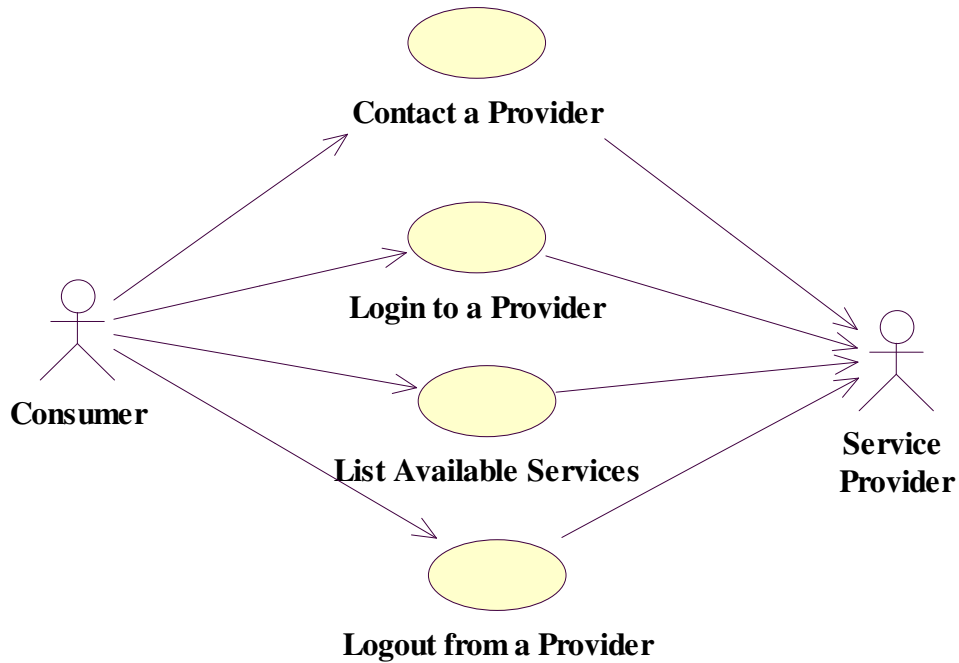 Contact a Provider
Login to a Provider
Consumer
List Available Services
Service
Provider
Logout from a Provider